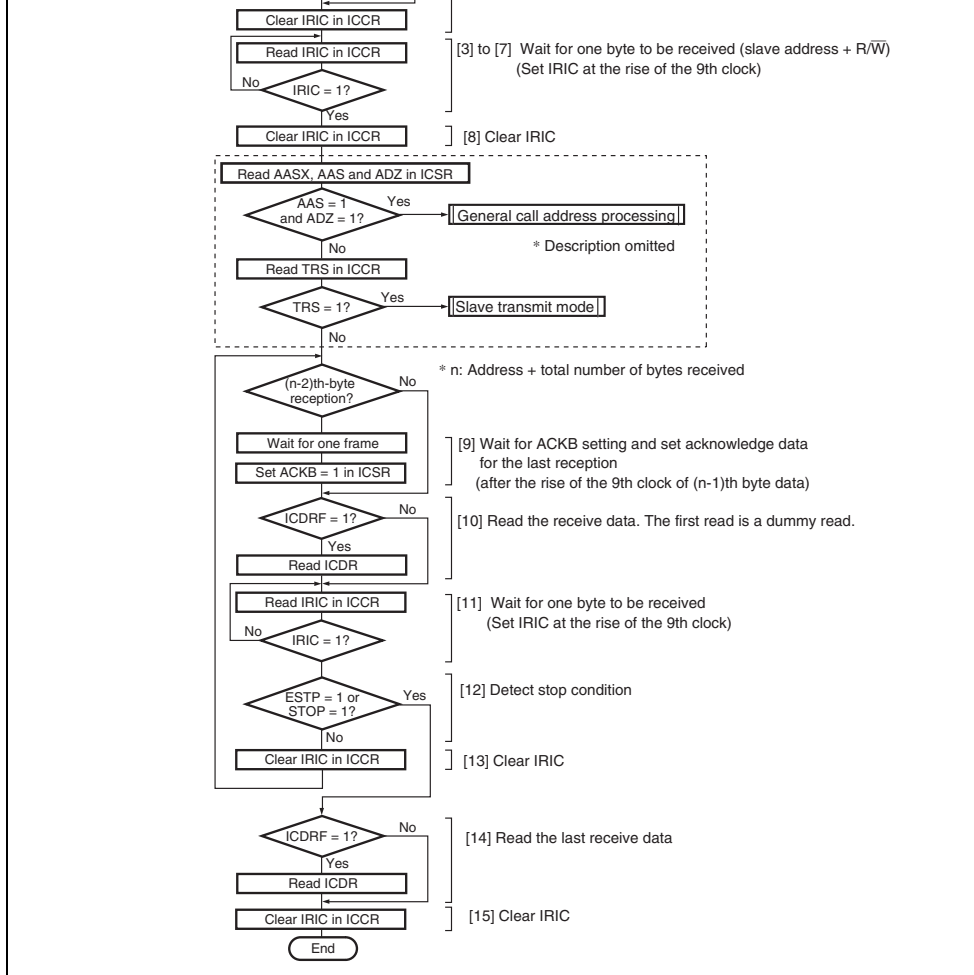 Clear IRIC in ICCR
Read IRIC in ICCR
[3] to [7] Wait for one byte to be received (slave address + R/W̅)
(Set IRIC at the rise of the 9th clock)
No
IRIC = 1?
Yes
Clear IRIC in ICCR
[8] Clear IRIC
Read AASX, AAS and ADZ in ICSR
AAS = 1
and ADZ = 1?
Yes
General call address processing
No
* Description omitted
Read TRS in ICCR
TRS = 1?
Yes
Slave transmit mode
No
* n: Address + total number of bytes received
(n-2)th-byte
reception?
No
Wait for one frame
Set ACKB = 1 in ICSR
[9] Wait for ACKB setting and set acknowledge data
for the last reception
(after the rise of the 9th clock of (n-1)th byte data)
ICDRF = 1?
No
[10] Read the receive data. The first read is a dummy read.
Yes
Read ICDR
Read IRIC in ICCR
[11] Wait for one byte to be received
(Set IRIC at the rise of the 9th clock)
No
IRIC = 1?
ESTP = 1 or
STOP = 1?
Yes
[12] Detect stop condition
No
Clear IRIC in ICCR
[13] Clear IRIC
ICDRF = 1?
No
[14] Read the last receive data
Yes
Read ICDR
Clear IRIC in ICCR
[15] Clear IRIC
End